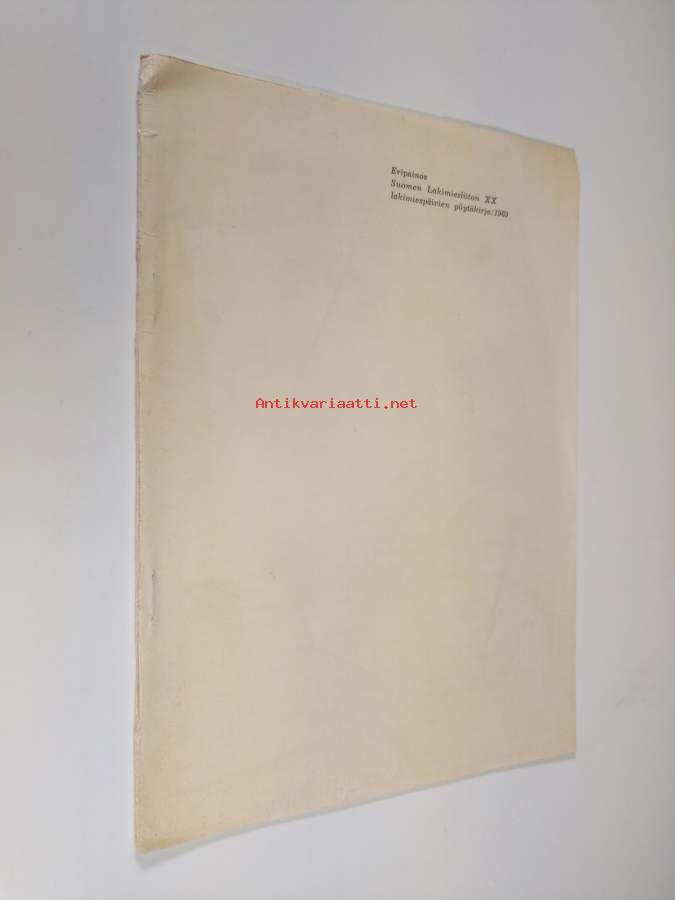 Eripainos
Suomen Lakimiesliiton XX
lakimiespäivien pöytäkirja/1969
Antikvariaatti.net